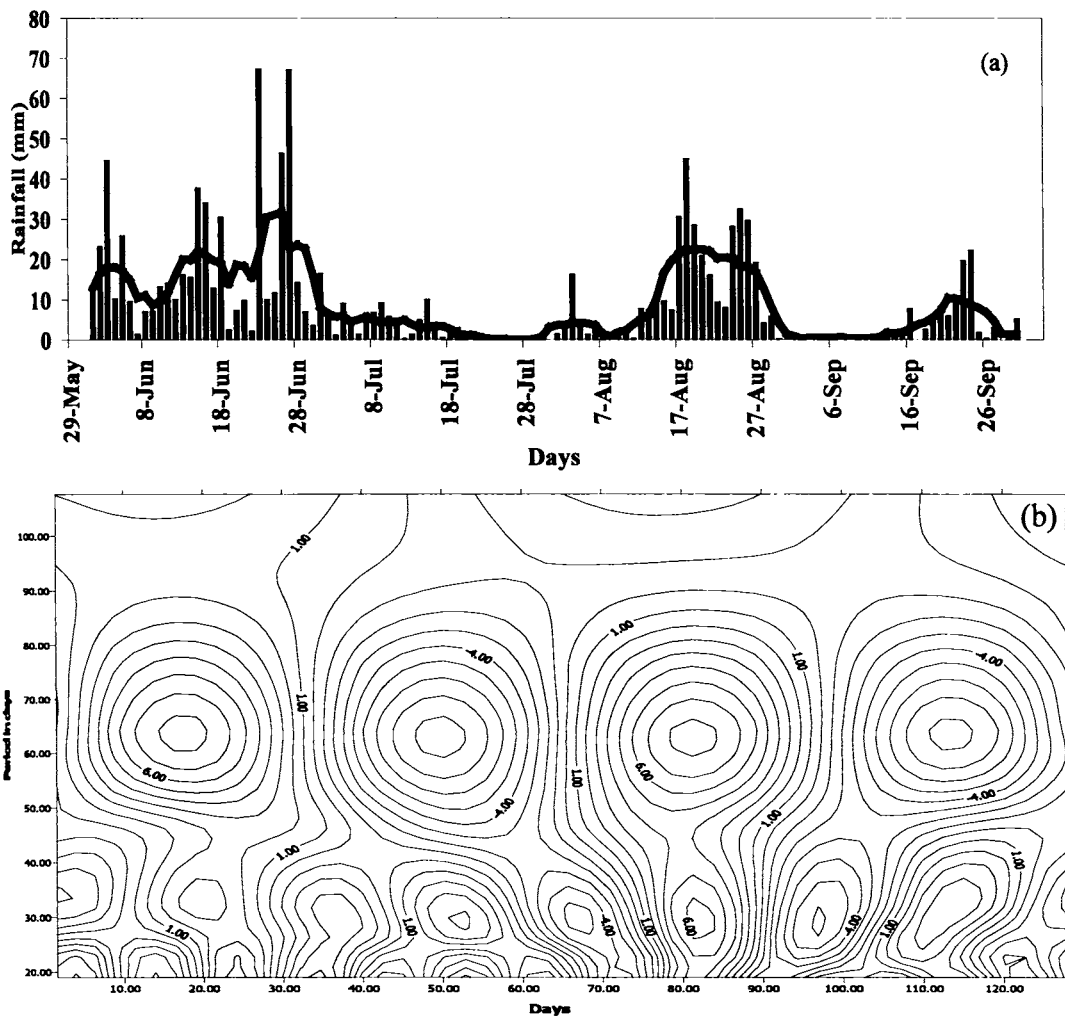 80
70
60
50
40
30
20
10
0
Rainfall (mm)
(a)
29-May
8-Jun
18-Jun
28-Jun
8-Jul
18-Jul
28-Jul
7-Aug
17-Aug
27-Aug
6-Sep
16-Sep
26-Sep
Days
(b)
100.00
90.00
80.00
70.00
60.00
50.00
40.00
30.00
20.00
Period in days
1.00
1.00
1.00
-4.00
-4.00
1.00
1.00
6.00
6.00
1.00
-4.00
-4.00
1.00
1.00
1.00
1.00
1.00
-4.00
1.00
6.00
-4.00
1.00
10.00
20.00
30.00
40.00
50.00
60.00
70.00
80.00
90.00
100.00
110.00
120.00
Days